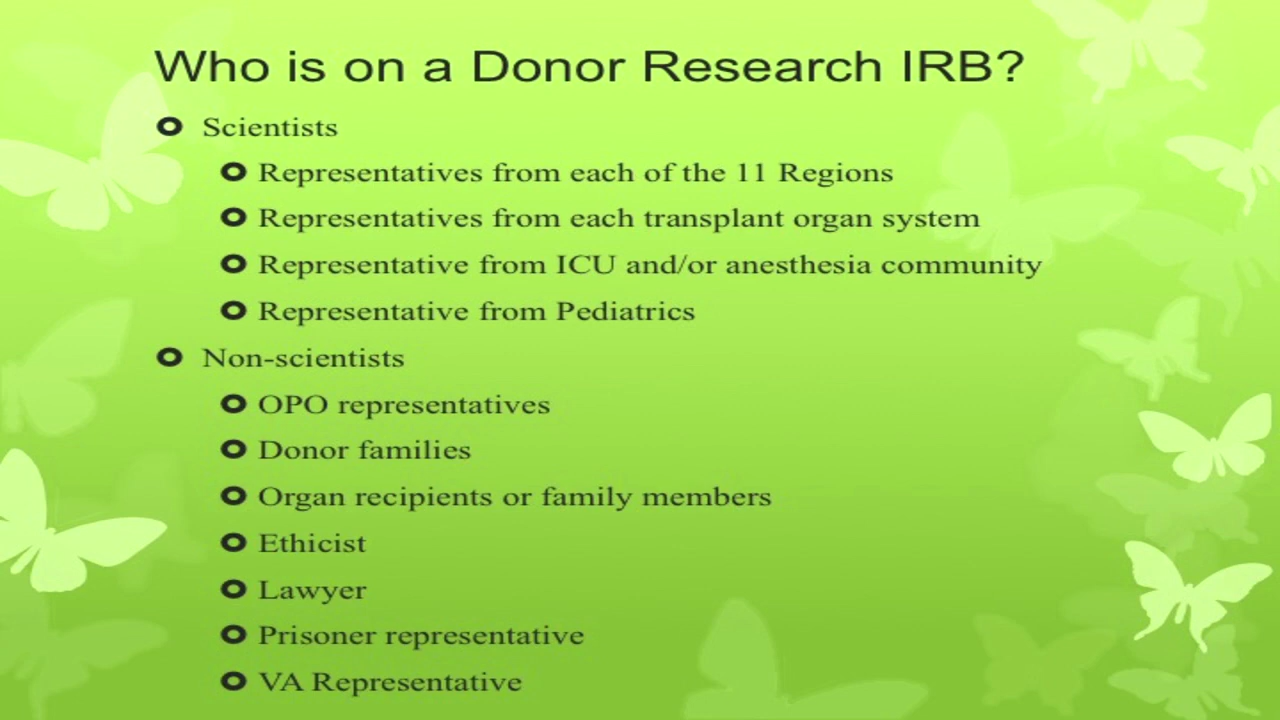 Who is on a Donor Research IRB?
Scientists
Representatives from each of the 11 Regions
Representatives from each transplant organ system
Representative from ICU and/or anesthesia community
Representative from Pediatrics
Non-scientists
OPO representatives
Donor families
Organ recipients or family members
Ethicist
Lawyer
Prisoner representative
VA Representative